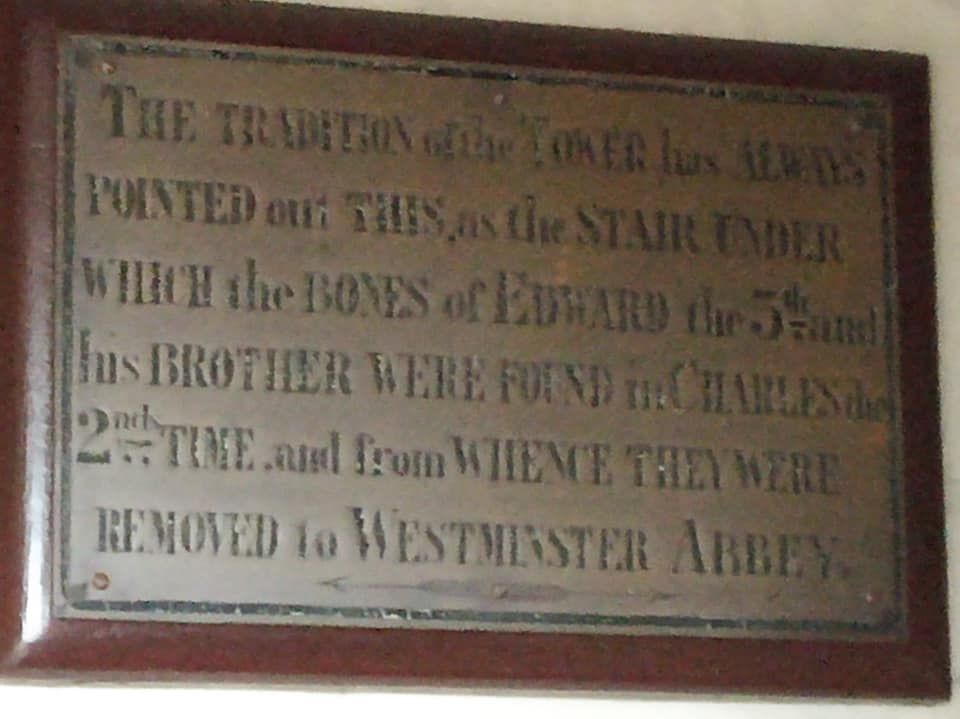 THE TRADITION of the TOWER has ALWAYS
POINTED out THIS, as the STAIR UNDER
WHICH the BONES of EDWARD the 5th and
his BROTHER WERE FOUND in CHARLES the
2nd's TIME, and from WHENCE THEY WERE
REMOVED to WESTMINSTER ABBEY.